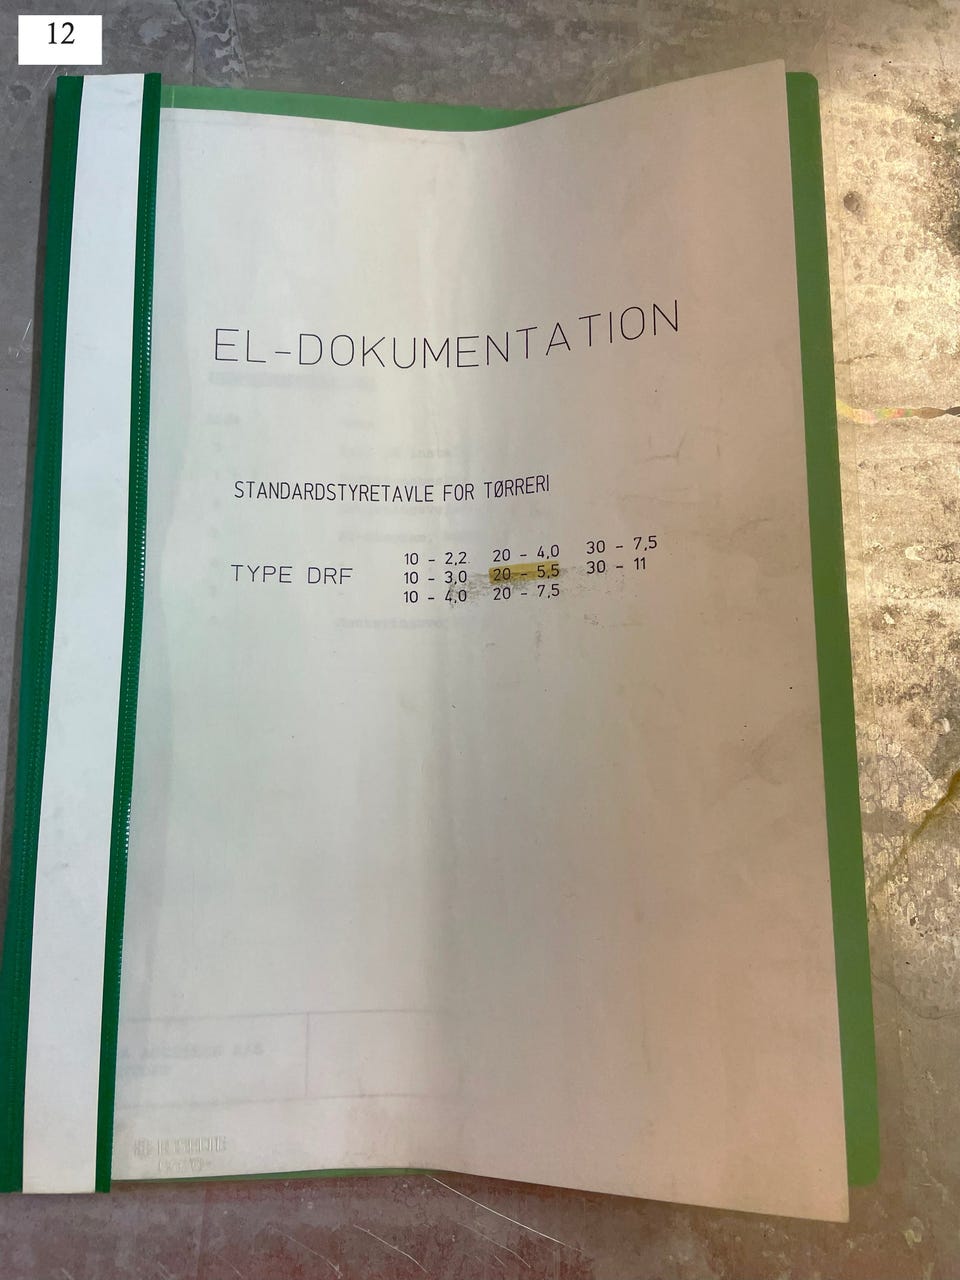 12
EL-DOKUMENTATION
STANDARDSTYRETAVLE FOR TØRRERI
TYPE DRF
10 - 2,2 20 - 4,0 30 - 7,5
10 - 3,0 20 - 5,5 30 - 11
10 - 4,0 20 - 7,5